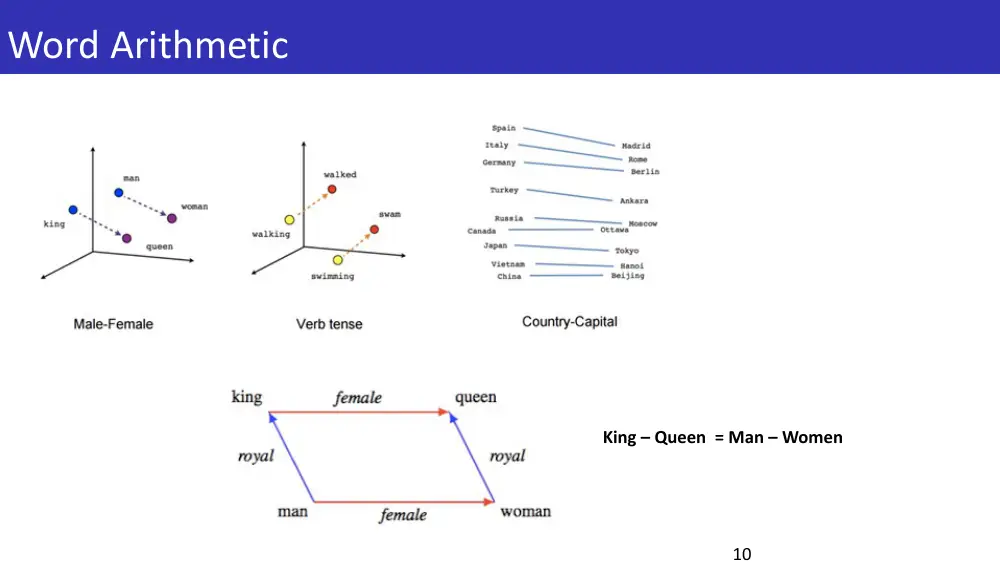 Word Arithmetic
man
woman
king
queen
Male-Female
walked
swam
walking
swimming
Verb tense
Spain
Madrid
Italy
Rome
Germany
Berlin
Turkey
Ankara
Russia
Moscow
Canada
Ottawa
Japan
Tokyo
Vietnam
Hanoi
China
Beijing
Country-Capital
king female queen
royal royal
man female woman
King – Queen = Man – Women
10